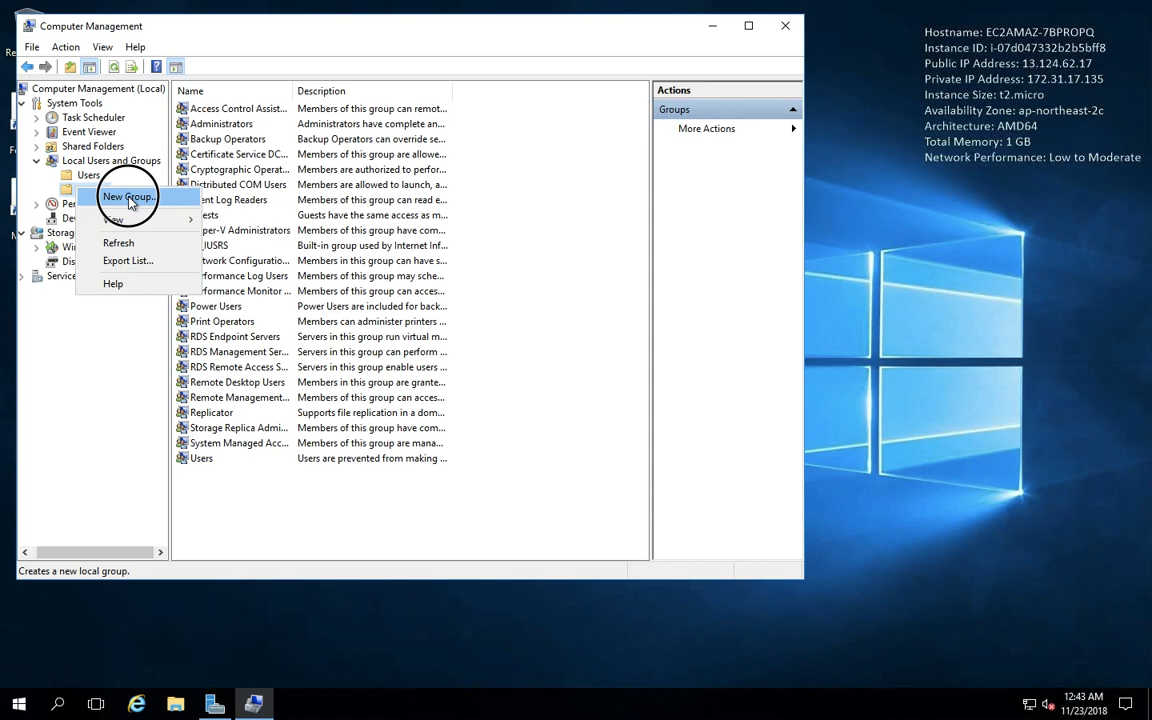 Computer Management
File Action View Help
Computer Management (Local)
System Tools
Task Scheduler
Event Viewer
Shared Folders
Local Users and Groups
Users
New Group...
View
Refresh
Export List...
Help
Name Description
Access Control Assist... Members of this group can remot...
Administrators Administrators have complete an...
Backup Operators Backup Operators can override se...
Certificate Service DC... Members of this group are allowe...
Cryptographic Operat... Members are authorized to perfor...
Distributed COM Users Members are allowed to launch, a...
ent Log Readers Members of this group can read e...
ests Guests have the same access as m...
per-V Administrators Members of this group have com...
_IUSRS Built-in group used by Internet Inf...
twork Configuratio... Members in this group can have s...
rformance Log Users Members of this group may sche...
rformance Monitor ... Members of this group can acces...
Power Users Power Users are included for back...
Print Operators Members can administer printers ...
RDS Endpoint Servers Servers in this group run virtual m...
RDS Management Ser... Servers in this group can perform ...
RDS Remote Access S... Servers in this group enable users ...
Remote Desktop Users Members in this group are grante...
Remote Management... Members of this group can acces...
Replicator Supports file replication in a dom...
Storage Replica Admi... Members of this group have com...
System Managed Acc... Members of this group are mana...
Users Users are prevented from making ...
Pe
De
Storag
Wi
Dis
Service
Actions
Groups
More Actions
Creates a new local group.
Hostname: EC2AMAZ-7BPROPQ
Instance ID: i-07d047332b2b5bff8
Public IP Address: 13.124.62.17
Private IP Address: 172.31.17.135
Instance Size: t2.micro
Availability Zone: ap-northeast-2c
Architecture: AMD64
Total Memory: 1 GB
Network Performance: Low to Moderate
12:43 AM
11/23/2018